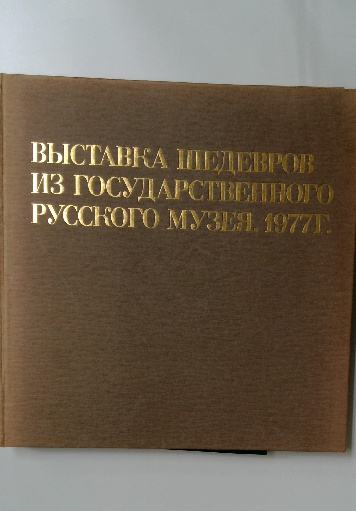 ВЫСТАВКА ШЕДЕВРОВ
ИЗ ГОСУДАРСТВЕННОГО
РУССКОГО МУЗЕЯ. 1977Г.